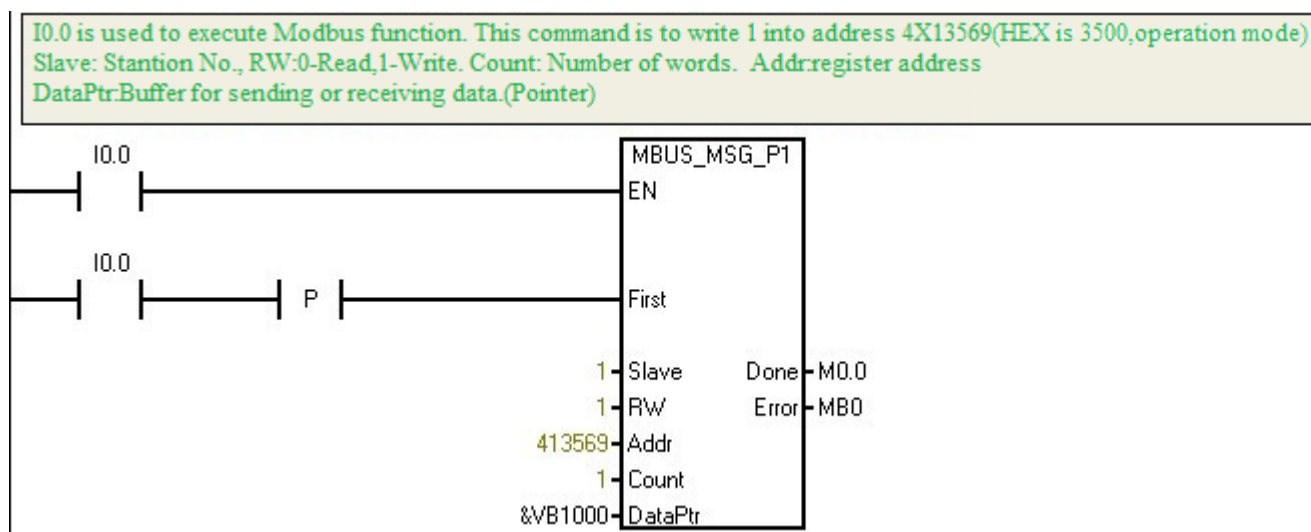 I0.0 is used to execute Modbus function. This command is to write 1 into address 4X13569(HEX is 3500,operation mode)
Slave: Stantion No., RW:0-Read,1-Write. Count: Number of words.  Addr:register address
DataPtr:Buffer for sending or receiving data.(Pointer)
I0.0
MBUS_MSG_P1
EN
I0.0
P
First
1 Slave Done M0.0
1 RW Error MB0
413569 Addr
1 Count
&VB1000 DataPtr